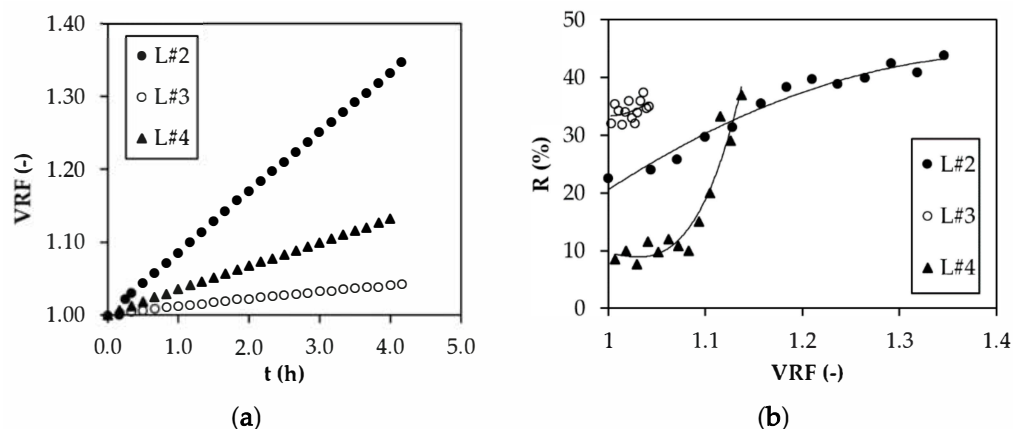 1.40
1.30
1.20
1.10
1.00
VRF (-)
L#2
L#3
L#4
0.0 1.0 2.0 3.0 4.0 5.0
t (h)
(a)
50
40
30
20
10
0
R (%)
L#2
L#3
L#4
1 1.1 1.2 1.3 1.4
VRF (-)
(b)